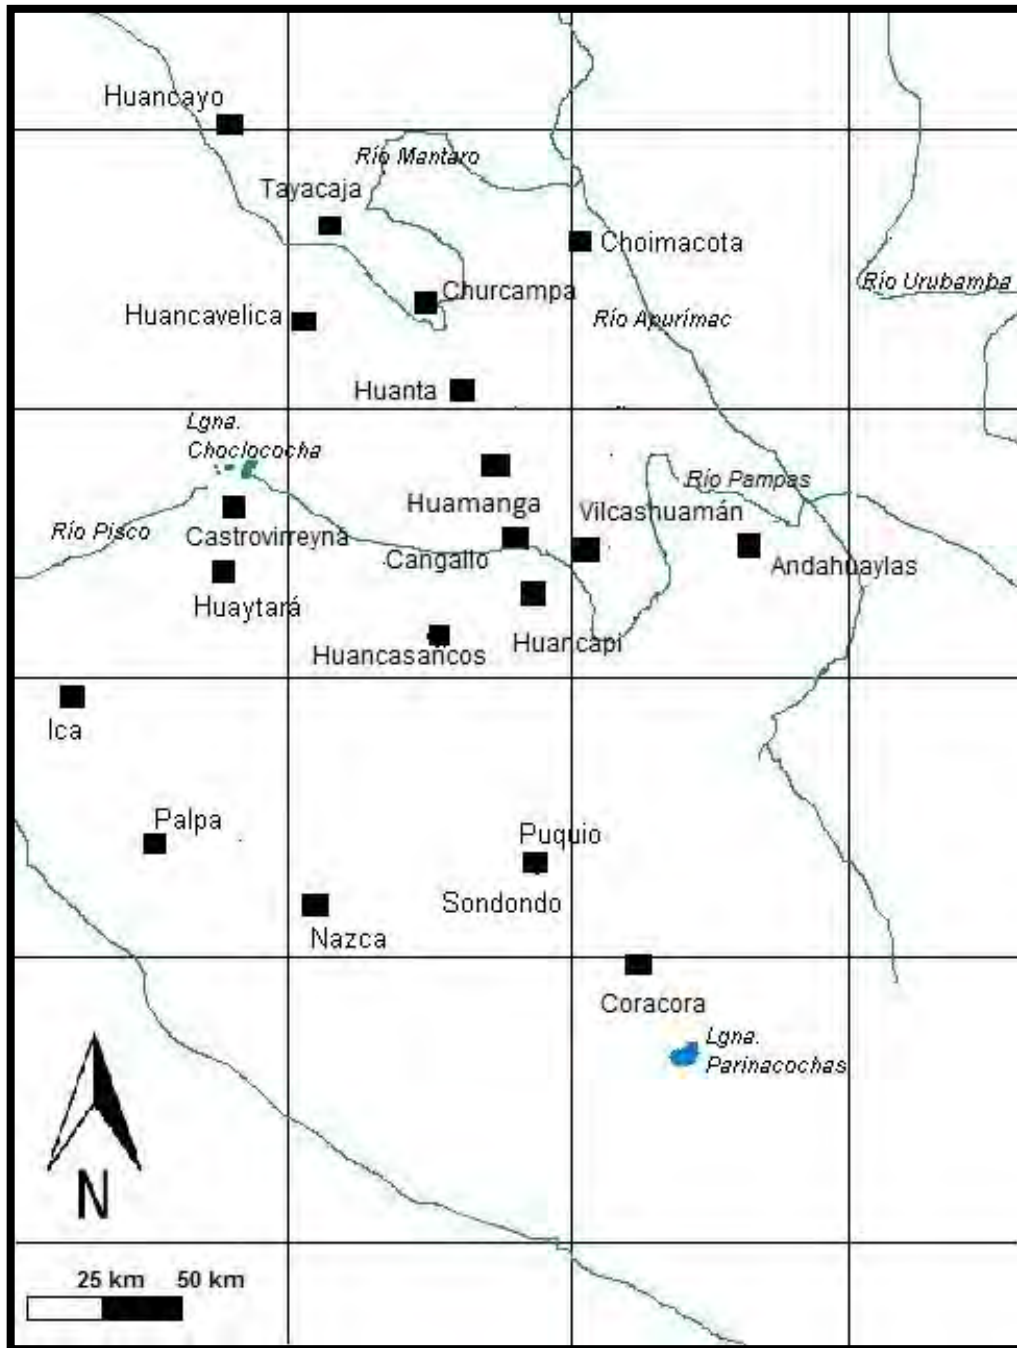 Huancayo
Río Mantaro
Tayacaja
Choimacota
Río Urubamba
Churcampa
Huancavelica
Río Apurímac
Huanta
Lgna.
Choclococha
Río Pampas
Huamanga
Vilcashuamán
Río Pisco
Castrovirreyna
Cangallo
Andahuaylas
Huaytará
Huancapi
Huancasancos
Ica
Palpa
Puquio
Sondondo
Nazca
Coracora
Lgna.
Parinacochas
N
25 km 50 km